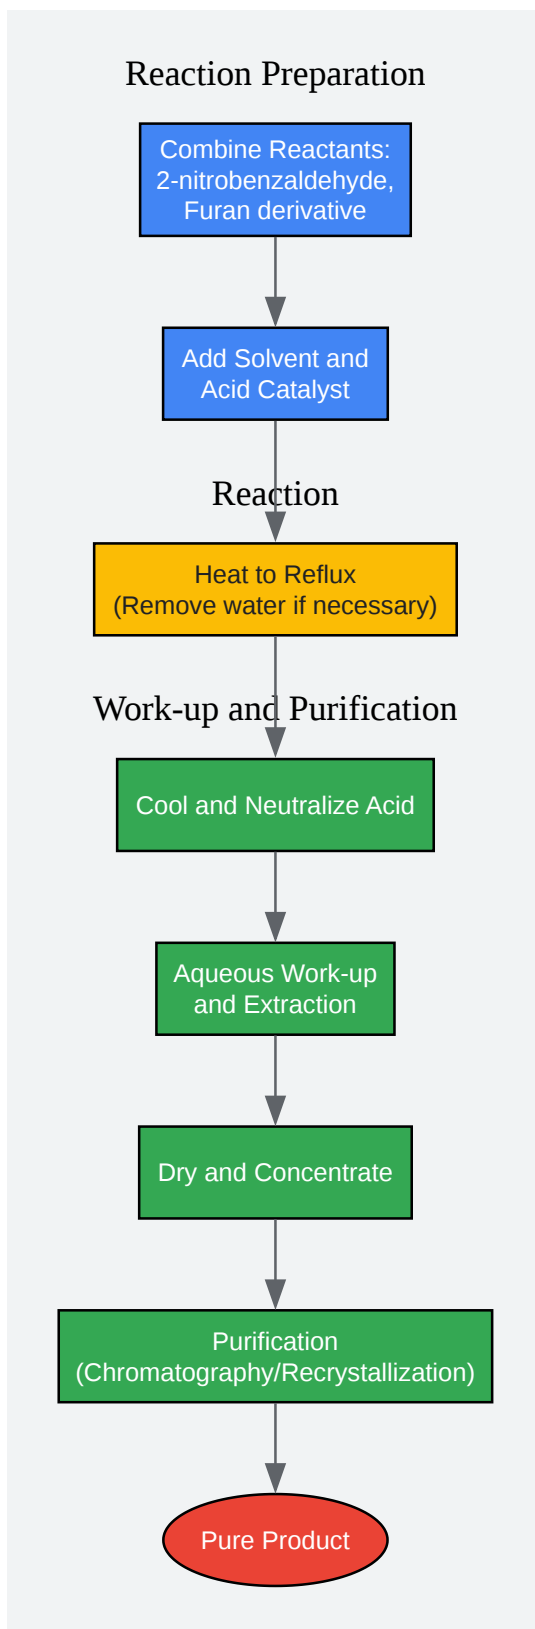 Reaction Preparation
Combine Reactants:
2-nitrobenzaldehyde,
Furan derivative
Add Solvent and
Acid Catalyst
Reaction
Heat to Reflux
(Remove water if necessary)
Work-up and Purification
Cool and Neutralize Acid
Aqueous Work-up
and Extraction
Dry and Concentrate
Purification
(Chromatography/Recrystallization)
Pure Product